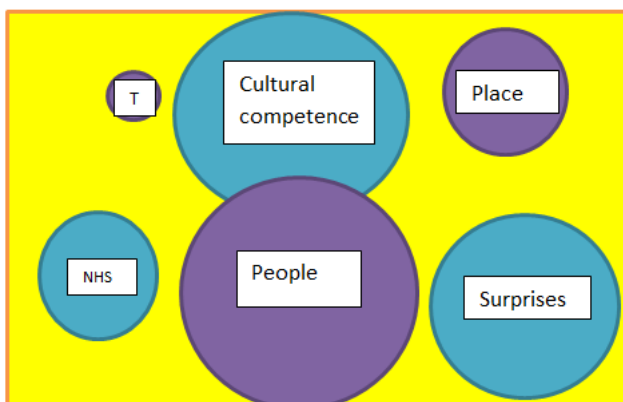 T
Cultural
competence
Place
NHS
People
Surprises